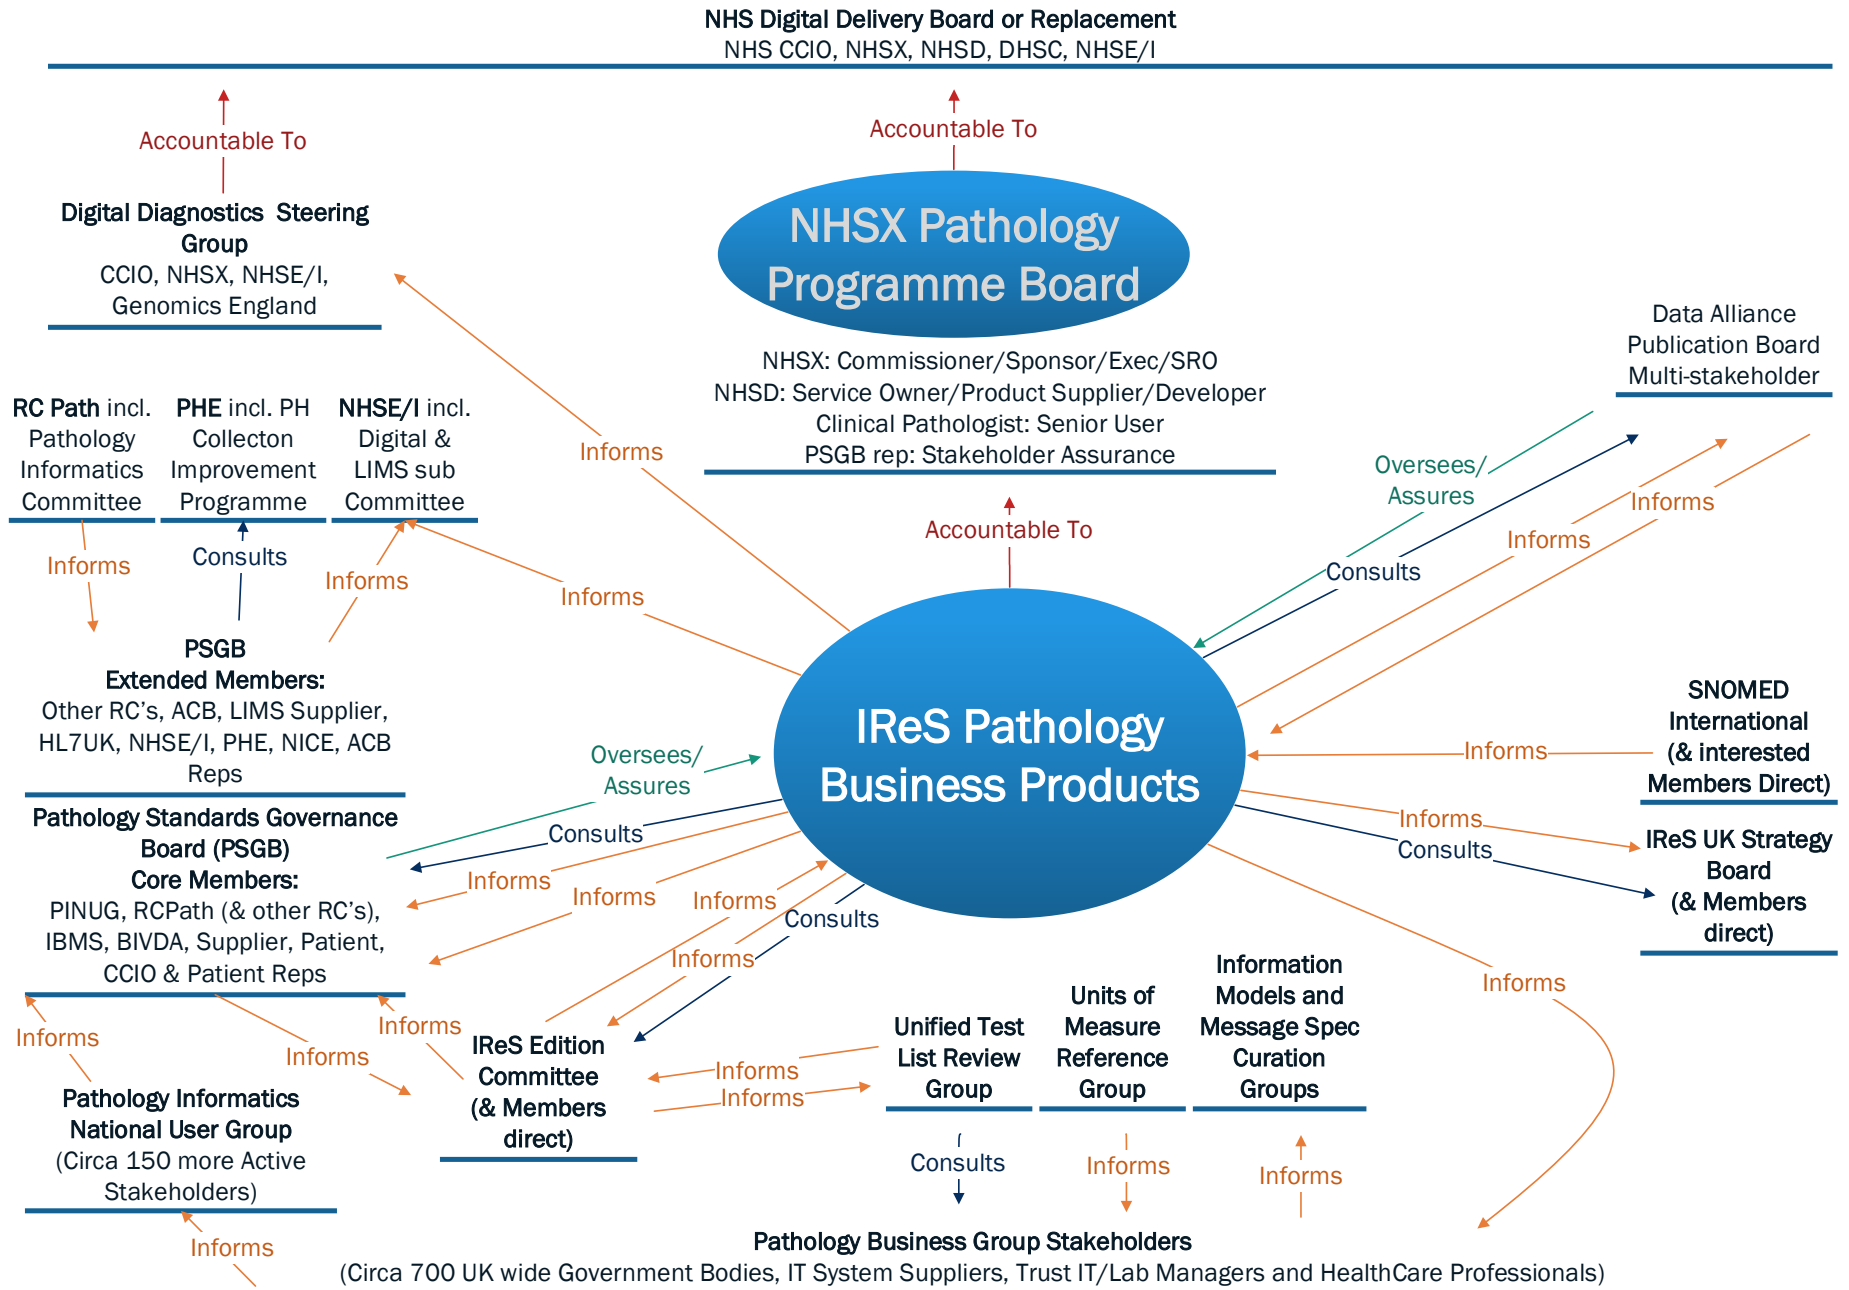 NHS Digital Delivery Board or Replacement
NHS CCIO, NHSX, NHSD, DHSC, NHSE/I
Accountable To
Accountable To
Digital Diagnostics Steering
Group
CCIO, NHSX, NHSE/I,
Genomics England
NHSX Pathology
Programme Board
NHSX: Commissioner/Sponsor/Exec/SRO
NHSD: Service Owner/Product Supplier/Developer
Clinical Pathologist: Senior User
PSGB rep: Stakeholder Assurance
Data Alliance
Publication Board
Multi-stakeholder
RC Path incl.
Pathology
Informatics
Committee
PHE incl. PH
Collecton
Improvement
Programme
NHSE/I incl.
Digital &
LIMS sub
Committee
Informs
Oversees/
Assures
Informs
Informs
Consults
Accountable To
Informs
Consults
Informs
Informs
PSGB
Extended Members:
Other RC's, ACB, LIMS Supplier,
HL7UK, NHSE/I, PHE, NICE, ACB
Reps
IReS Pathology
Business Products
SNOMED
International
(& interested
Members Direct)
Informs
Oversees/
Assures
Pathology Standards Governance
Board (PSGB)
Core Members:
PINUG, RCPath (& other RC's),
IBMS, BIVDA, Supplier, Patient,
CCIO & Patient Reps
Consults
Informs
Informs
Informs
Consults
Informs
Informs
Consults
IReS UK Strategy
Board
(& Members
direct)
Informs
Informs
Informs
Informs
IReS Edition
Committee
(& Members
direct)
Informs
Informs
Unified Test
List Review
Group
Units of
Measure
Reference
Group
Information
Models and
Message Spec
Curation
Groups
Pathology Informatics
National User Group
(Circa 150 more Active
Stakeholders)
Consults
Informs
Informs
Informs
Pathology Business Group Stakeholders
(Circa 700 UK wide Government Bodies, IT System Suppliers, Trust IT/Lab Managers and HealthCare Professionals)